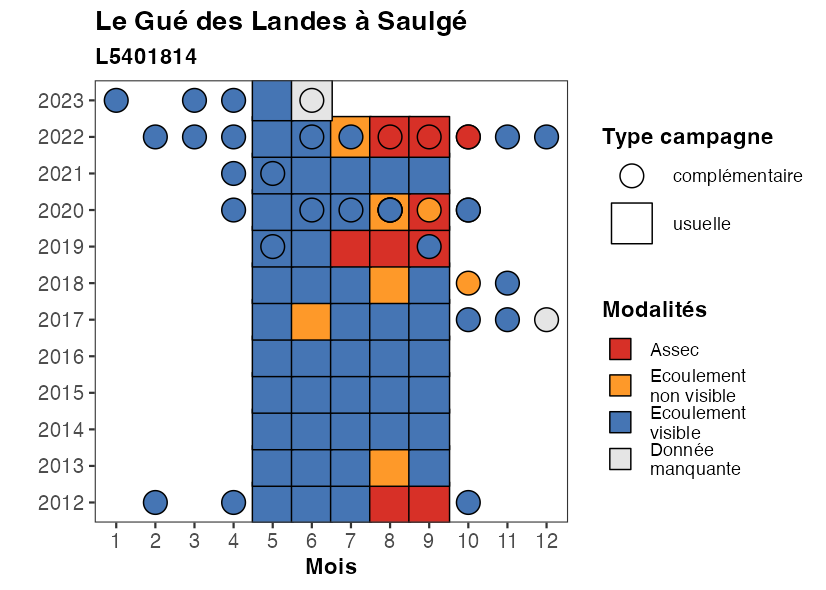 Le Gué des Landes à Saulgé
L5401814
2023
2022
2021
2020
2019
2018
2017
2016
2015
2014
2013
2012
1 2 3 4 5 6 7 8 9 10 11 12
Mois
Type campagne
complémentaire
usuelle
Modalités
Assec
Ecoulement
non visible
Ecoulement
visible
Donnée
manquante